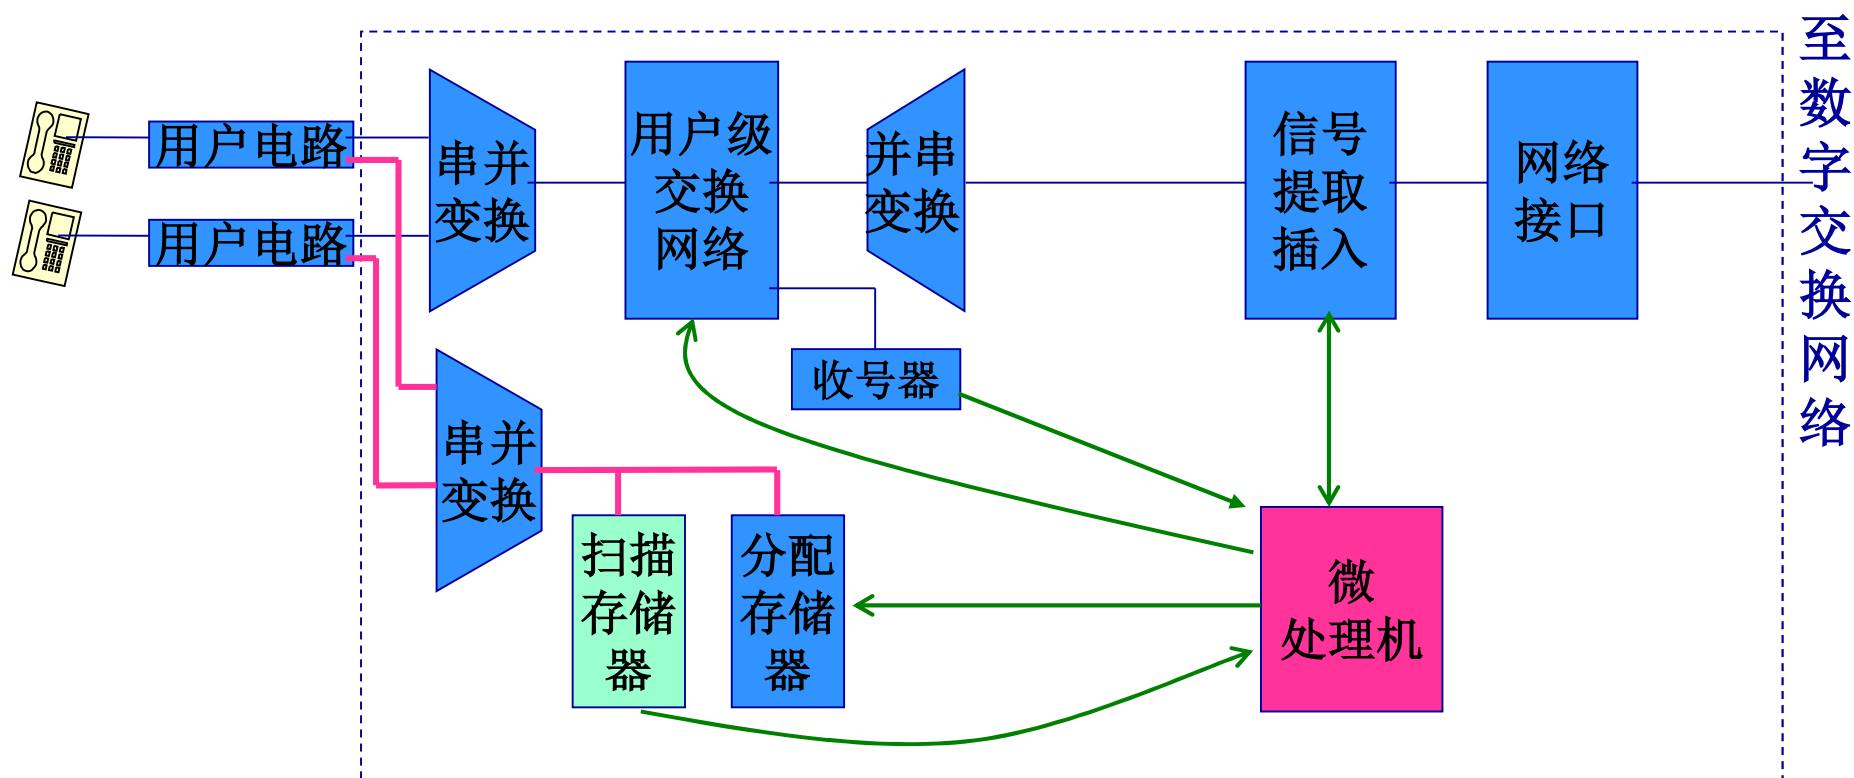 用户电路
用户电路
串并
变换
用户级
交换
网络
并串
变换
信号
提取
插入
网络
接口
至
数
字
交
换
网
络
收号器
串并
变换
扫描
存储
器
分配
存储
器
微
处理机